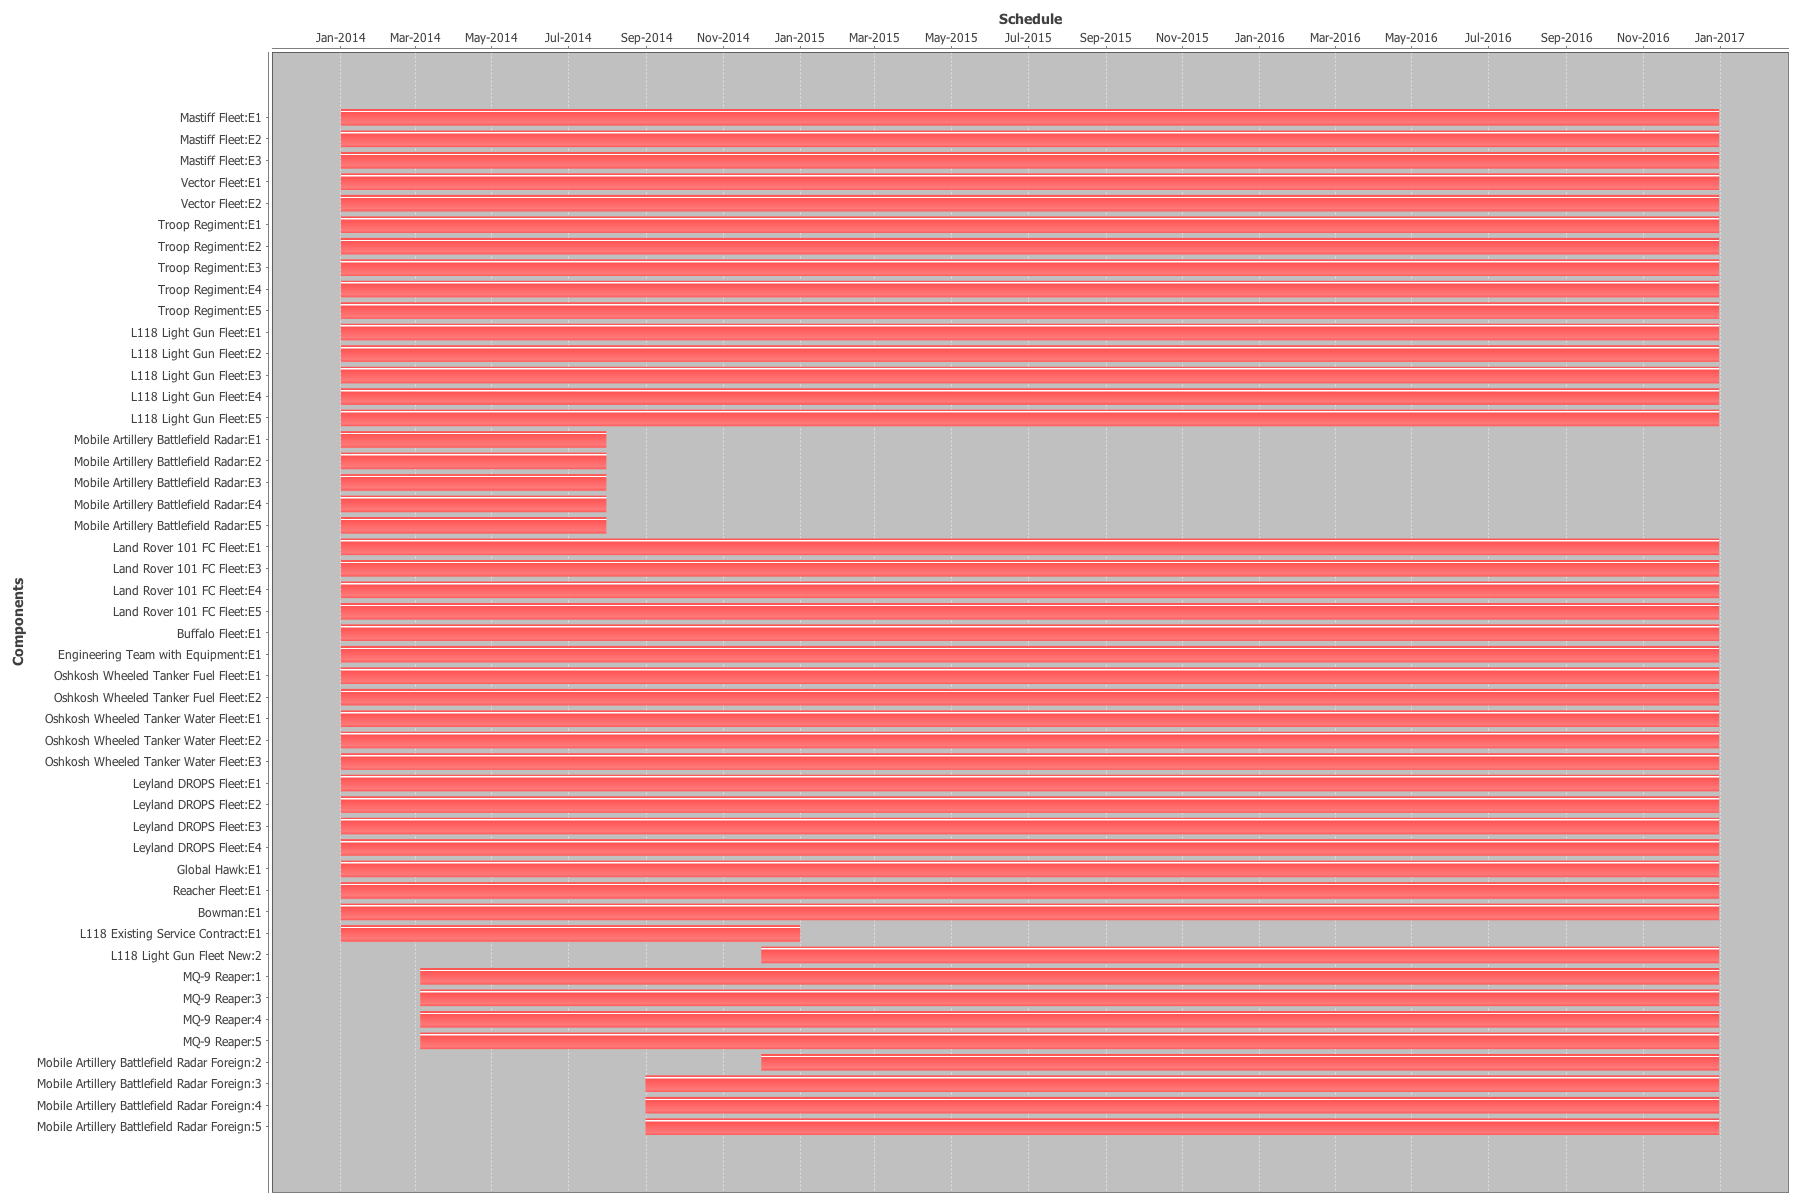 Schedule
Jan-2014 Mar-2014 May-2014 Jul-2014 Sep-2014 Nov-2014 Jan-2015 Mar-2015 May-2015 Jul-2015 Sep-2015 Nov-2015 Jan-2016 Mar-2016 May-2016 Jul-2016 Sep-2016 Nov-2016 Jan-2017
Components
Mastiff Fleet:E1
Mastiff Fleet:E2
Mastiff Fleet:E3
Vector Fleet:E1
Vector Fleet:E2
Troop Regiment:E1
Troop Regiment:E2
Troop Regiment:E3
Troop Regiment:E4
Troop Regiment:E5
L118 Light Gun Fleet:E1
L118 Light Gun Fleet:E2
L118 Light Gun Fleet:E3
L118 Light Gun Fleet:E4
L118 Light Gun Fleet:E5
Mobile Artillery Battlefield Radar:E1
Mobile Artillery Battlefield Radar:E2
Mobile Artillery Battlefield Radar:E3
Mobile Artillery Battlefield Radar:E4
Mobile Artillery Battlefield Radar:E5
Land Rover 101 FC Fleet:E1
Land Rover 101 FC Fleet:E3
Land Rover 101 FC Fleet:E4
Land Rover 101 FC Fleet:E5
Buffalo Fleet:E1
Engineering Team with Equipment:E1
Oshkosh Wheeled Tanker Fuel Fleet:E1
Oshkosh Wheeled Tanker Fuel Fleet:E2
Oshkosh Wheeled Tanker Water Fleet:E1
Oshkosh Wheeled Tanker Water Fleet:E2
Oshkosh Wheeled Tanker Water Fleet:E3
Leyland DROPS Fleet:E1
Leyland DROPS Fleet:E2
Leyland DROPS Fleet:E3
Leyland DROPS Fleet:E4
Global Hawk:E1
Reacher Fleet:E1
Bowman:E1
L118 Existing Service Contract:E1
L118 Light Gun Fleet New:2
MQ-9 Reaper:1
MQ-9 Reaper:3
MQ-9 Reaper:4
MQ-9 Reaper:5
Mobile Artillery Battlefield Radar Foreign:2
Mobile Artillery Battlefield Radar Foreign:3
Mobile Artillery Battlefield Radar Foreign:4
Mobile Artillery Battlefield Radar Foreign:5